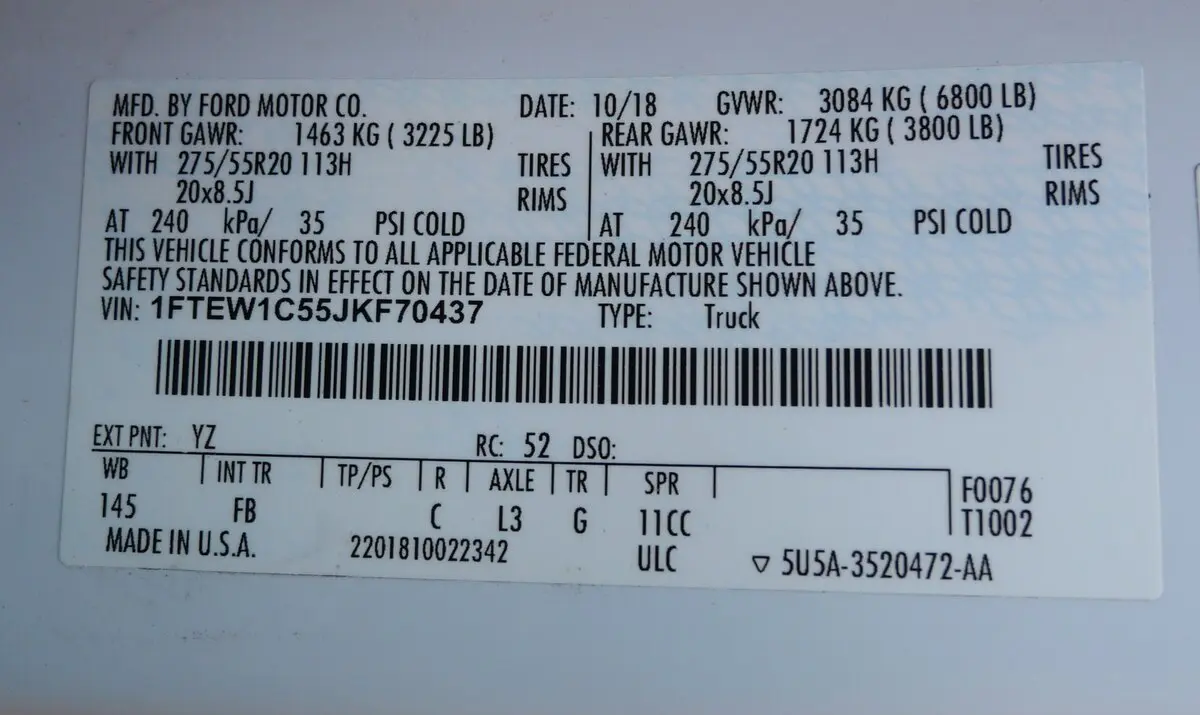 MFD. BY FORD MOTOR CO. DATE: 10/18 GVWR: 3084 KG ( 6800 LB)
FRONT GAWR: 1463 KG ( 3225 LB) REAR GAWR: 1724 KG ( 3800 LB)
WITH 275/55R20 113H TIRES WITH 275/55R20 113H TIRES
20x8.5J RIMS 20x8.5J RIMS
AT 240 kPa/ 35 PSI COLD AT 240 kPa/ 35 PSI COLD
THIS VEHICLE CONFORMS TO ALL APPLICABLE FEDERAL MOTOR VEHICLE
SAFETY STANDARDS IN EFFECT ON THE DATE OF MANUFACTURE SHOWN ABOVE.
VIN: 1FTEW1C55JKF70437 TYPE: Truck
EXT PNT: YZ RC: 52 DSO:
WB INT TR TP/PS R AXLE TR SPR F0076
145 FB C L3 G 11CC T1002
MADE IN U.S.A. 2201810022342 ULC ▽ 5U5A-3520472-AA